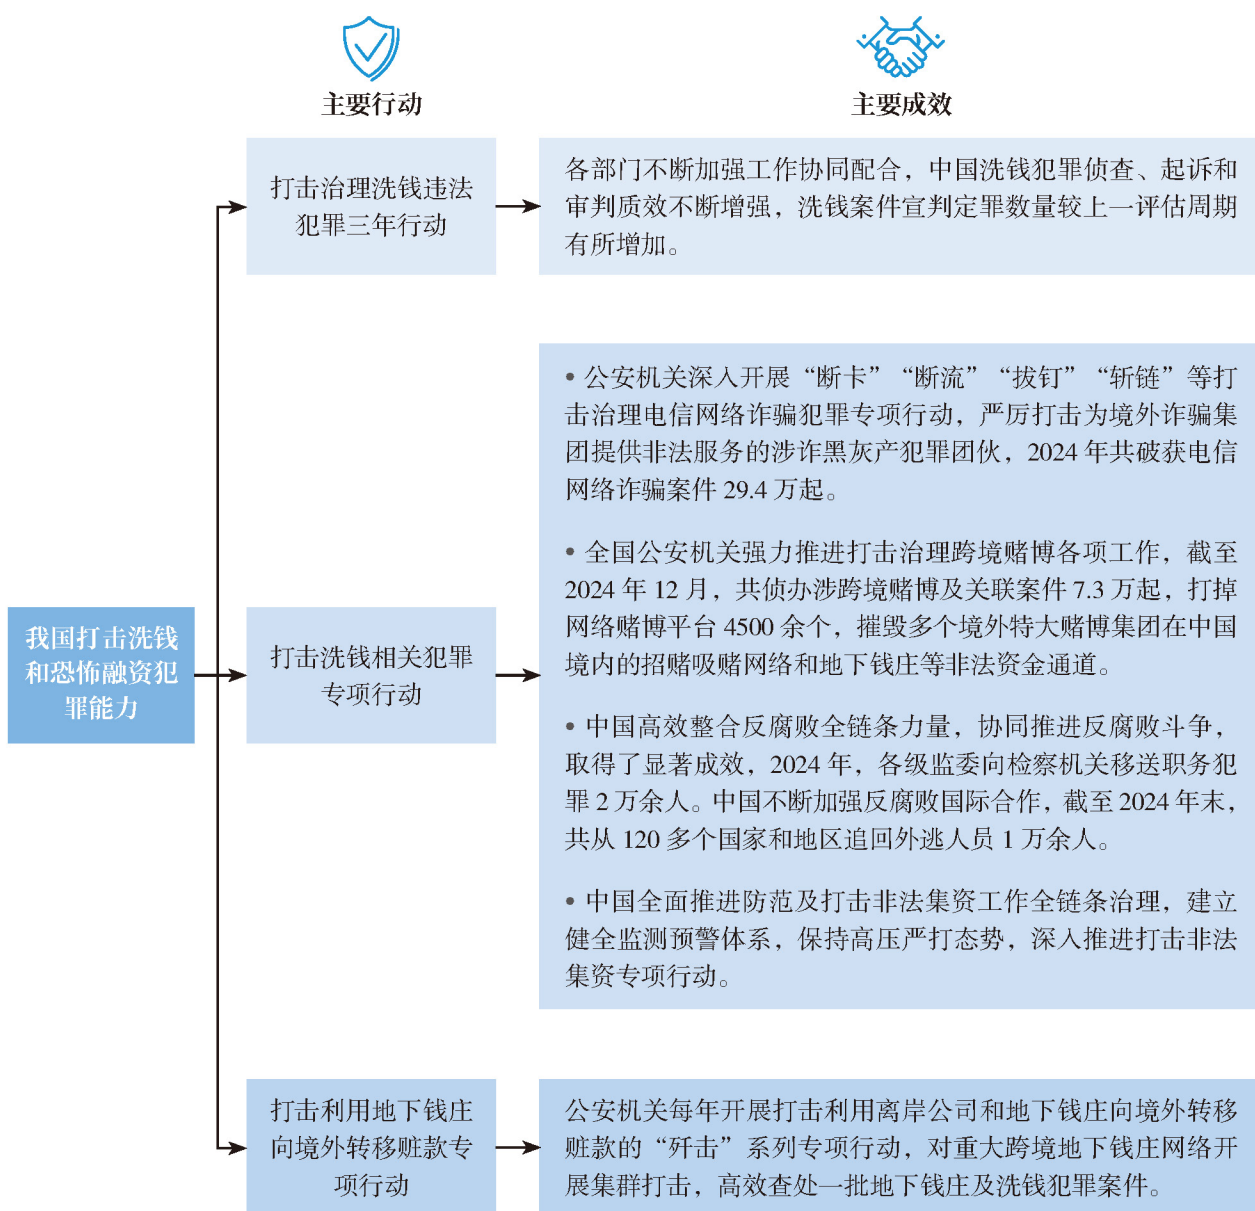 主要行动
主要成效
打击治理洗钱违法
犯罪三年行动
各部门不断加强工作协同配合，中国洗钱犯罪侦查、起诉和
审判质效不断增强，洗钱案件宣判定罪数量较上一评估周期
有所增加。
我国打击洗钱
和恐怖融资犯
罪能力
打击洗钱相关犯罪
专项行动
• 公安机关深入开展“断卡”“断流”“拔钉”“斩链”等打
击治理电信网络诈骗犯罪专项行动，严厉打击为境外诈骗集
团提供非法服务的涉诈黑灰产犯罪团伙，2024 年共破获电信
网络诈骗案件 29.4 万起。
• 全国公安机关强力推进打击治理跨境赌博各项工作，截至
2024 年 12 月，共侦办涉跨境赌博及关联案件 7.3 万起，打掉
网络赌博平台 4500 余个，摧毁多个境外特大赌博集团在中国
境内的招赌吸赌网络和地下钱庄等非法资金通道。
• 中国高效整合反腐败全链条力量，协同推进反腐败斗争，
取得了显著成效，2024 年，各级监委向检察机关移送职务犯
罪 2 万余人。中国不断加强反腐败国际合作，截至 2024 年末，
共从 120 多个国家和地区追回外逃人员 1 万余人。
• 中国全面推进防范及打击非法集资工作全链条治理，建立
健全监测预警体系，保持高压严打态势，深入推进打击非法
集资专项行动。
打击利用地下钱庄
向境外转移赃款专
项行动
公安机关每年开展打击利用离岸公司和地下钱庄向境外转移
赃款的“歼击”系列专项行动，对重大跨境地下钱庄网络开
展集群打击，高效查处一批地下钱庄及洗钱犯罪案件。